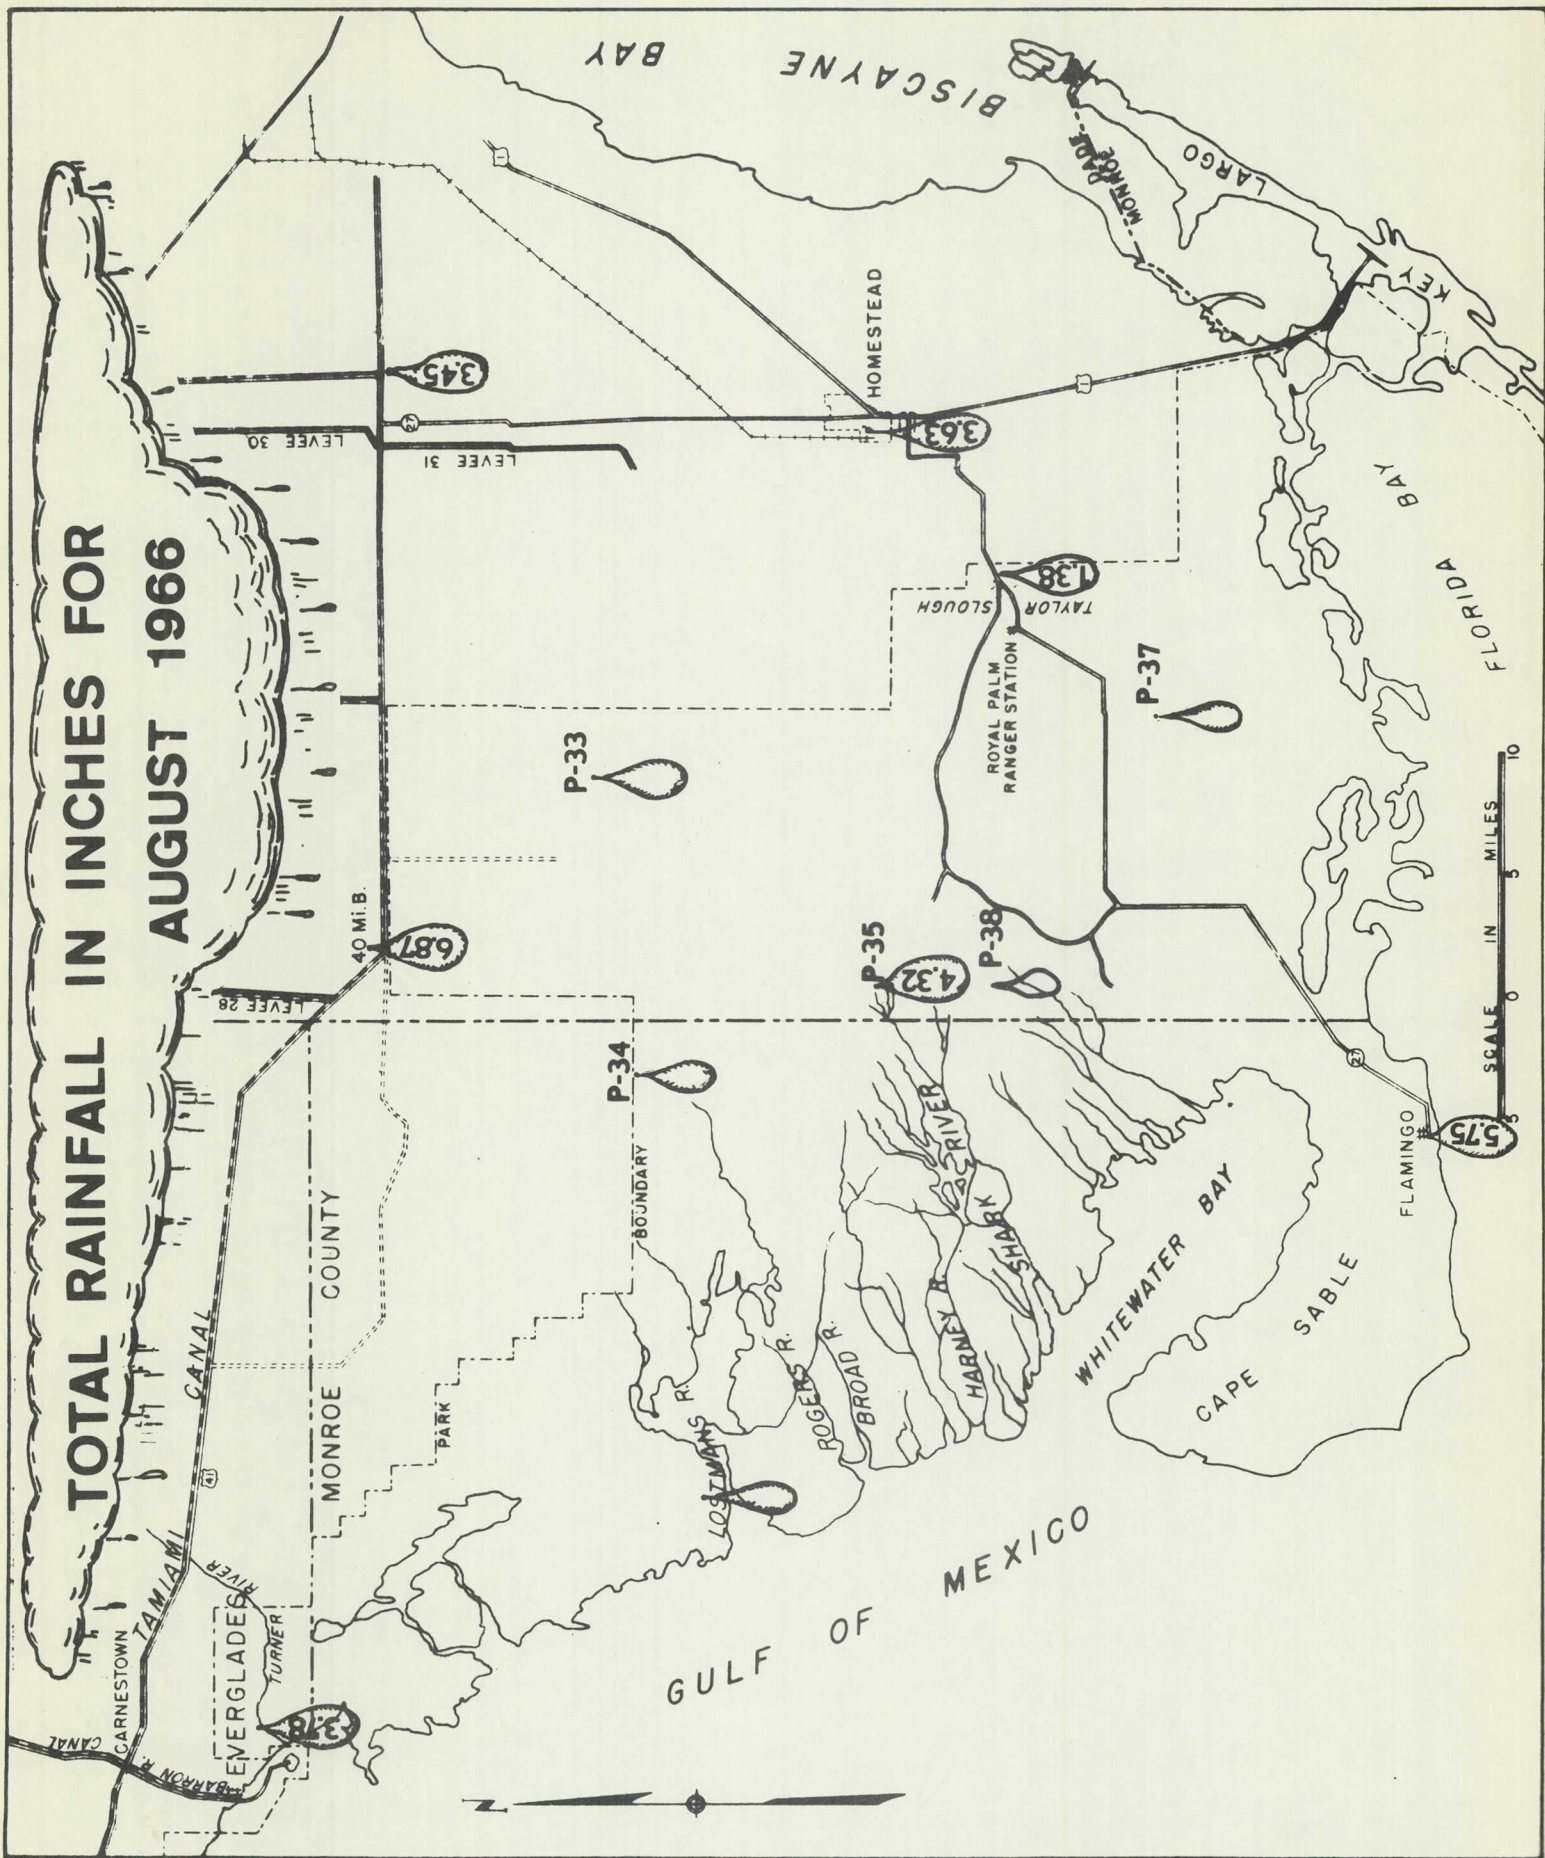 TOTAL RAINFALL IN INCHES FOR
AUGUST 1966
CANAL
CARNESTOWN
BARRON R.
TAMIAMI
CANAL
41
EVERGLADES
TURNER
RIVER
3.78
MONROE COUNTY
PARK
BOUNDARY
LEVEE 28
40 Mi.B.
6.87
LEVEE 30
LEVEE 31
27
3.45
1
BISCAYNE BAY
P-33
P-34
P-35
4.32
P-38
P-37
HOMESTEAD
3.63
1
TAYLOR
SLOUGH
1.38
ROYAL PALM
RANGER STATION
DADE
MONROE
KEY LARGO
FLORIDA BAY
LOSTMANS R.
ROGERS R.
BROAD R.
HARNEY R.
SHARK RIVER
WHITEWATER BAY
CAPE SABLE
27
FLAMINGO
5.75
GULF OF MEXICO
N
SCALE IN MILES
5 0 5 10